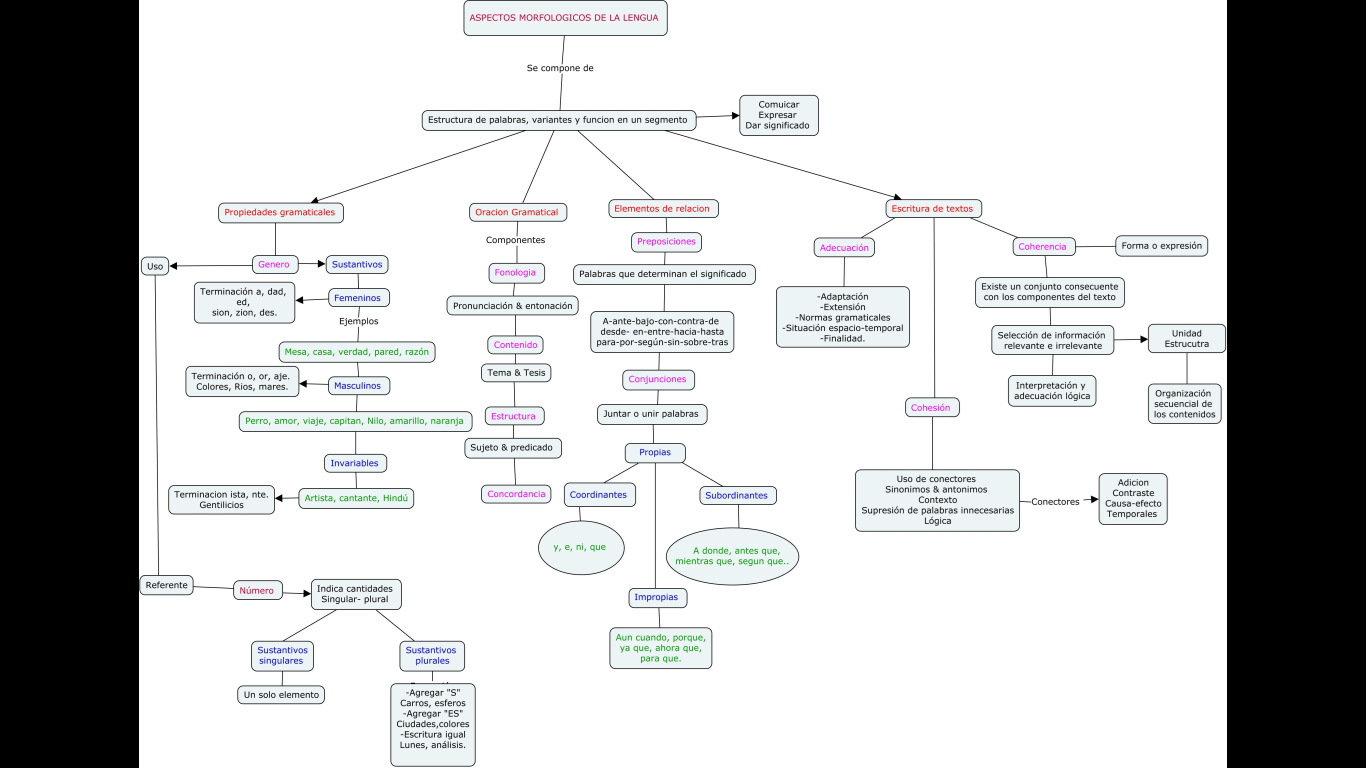 ASPECTOS MORFOLOGICOS DE LA LENGUA
Se compone de
Estructura de palabras, variantes y funcion en un segmento
Comuicar
Expresar
Dar significado
Propiedades gramaticales
Uso
Genero
Sustantivos
Terminación a, dad,
ed,
sion, zion, des.
Femeninos
Ejemplos
Mesa, casa, verdad, pared, razón
Terminación o, or, aje.
Colores, Rios, mares.
Masculinos
Perro, amor, viaje, capitan, Nilo, amarillo, naranja
Invariables
Terminacion ista, nte.
Gentilicios
Artista, cantante, Hindú
Referente
Número
Indica cantidades
Singular- plural
Sustantivos
singulares
Un solo elemento
Sustantivos
plurales
-Agregar "S"
Carros, esferos
-Agregar "ES"
Ciudades,colores
-Escritura igual
Lunes, análisis.
Oracion Gramatical
Componentes
Fonologia
Pronunciación & entonación
Contenido
Tema & Tesis
Estructura
Sujeto & predicado
Concordancia
Elementos de relacion
Preposiciones
Palabras que determinan el significado
A-ante-bajo-con-contra-de
desde- en-entre-hacia-hasta
para-por-según-sin-sobre-tras
Conjunciones
Juntar o unir palabras
Propias
Coordinantes
y, e, ni, que
Subordinantes
A donde, antes que,
mientras que, segun que..
Impropias
Aun cuando, porque,
ya que, ahora que,
para que.
Escritura de textos
Adecuación
-Adaptación
-Extensión
-Normas gramaticales
-Situación espacio-temporal
-Finalidad.
Cohesión
Uso de conectores
Sinonimos & antonimos
Contexto
Supresión de palabras innecesarias
Lógica
Conectores
Adicion
Contraste
Causa-efecto
Temporales
Coherencia
Forma o expresión
Existe un conjunto consecuente
con los componentes del texto
Selección de información
relevante e irrelevante
Interpretación y
adecuación lógica
Unidad
Estrucutra
Organización
secuencial de
los contenidos